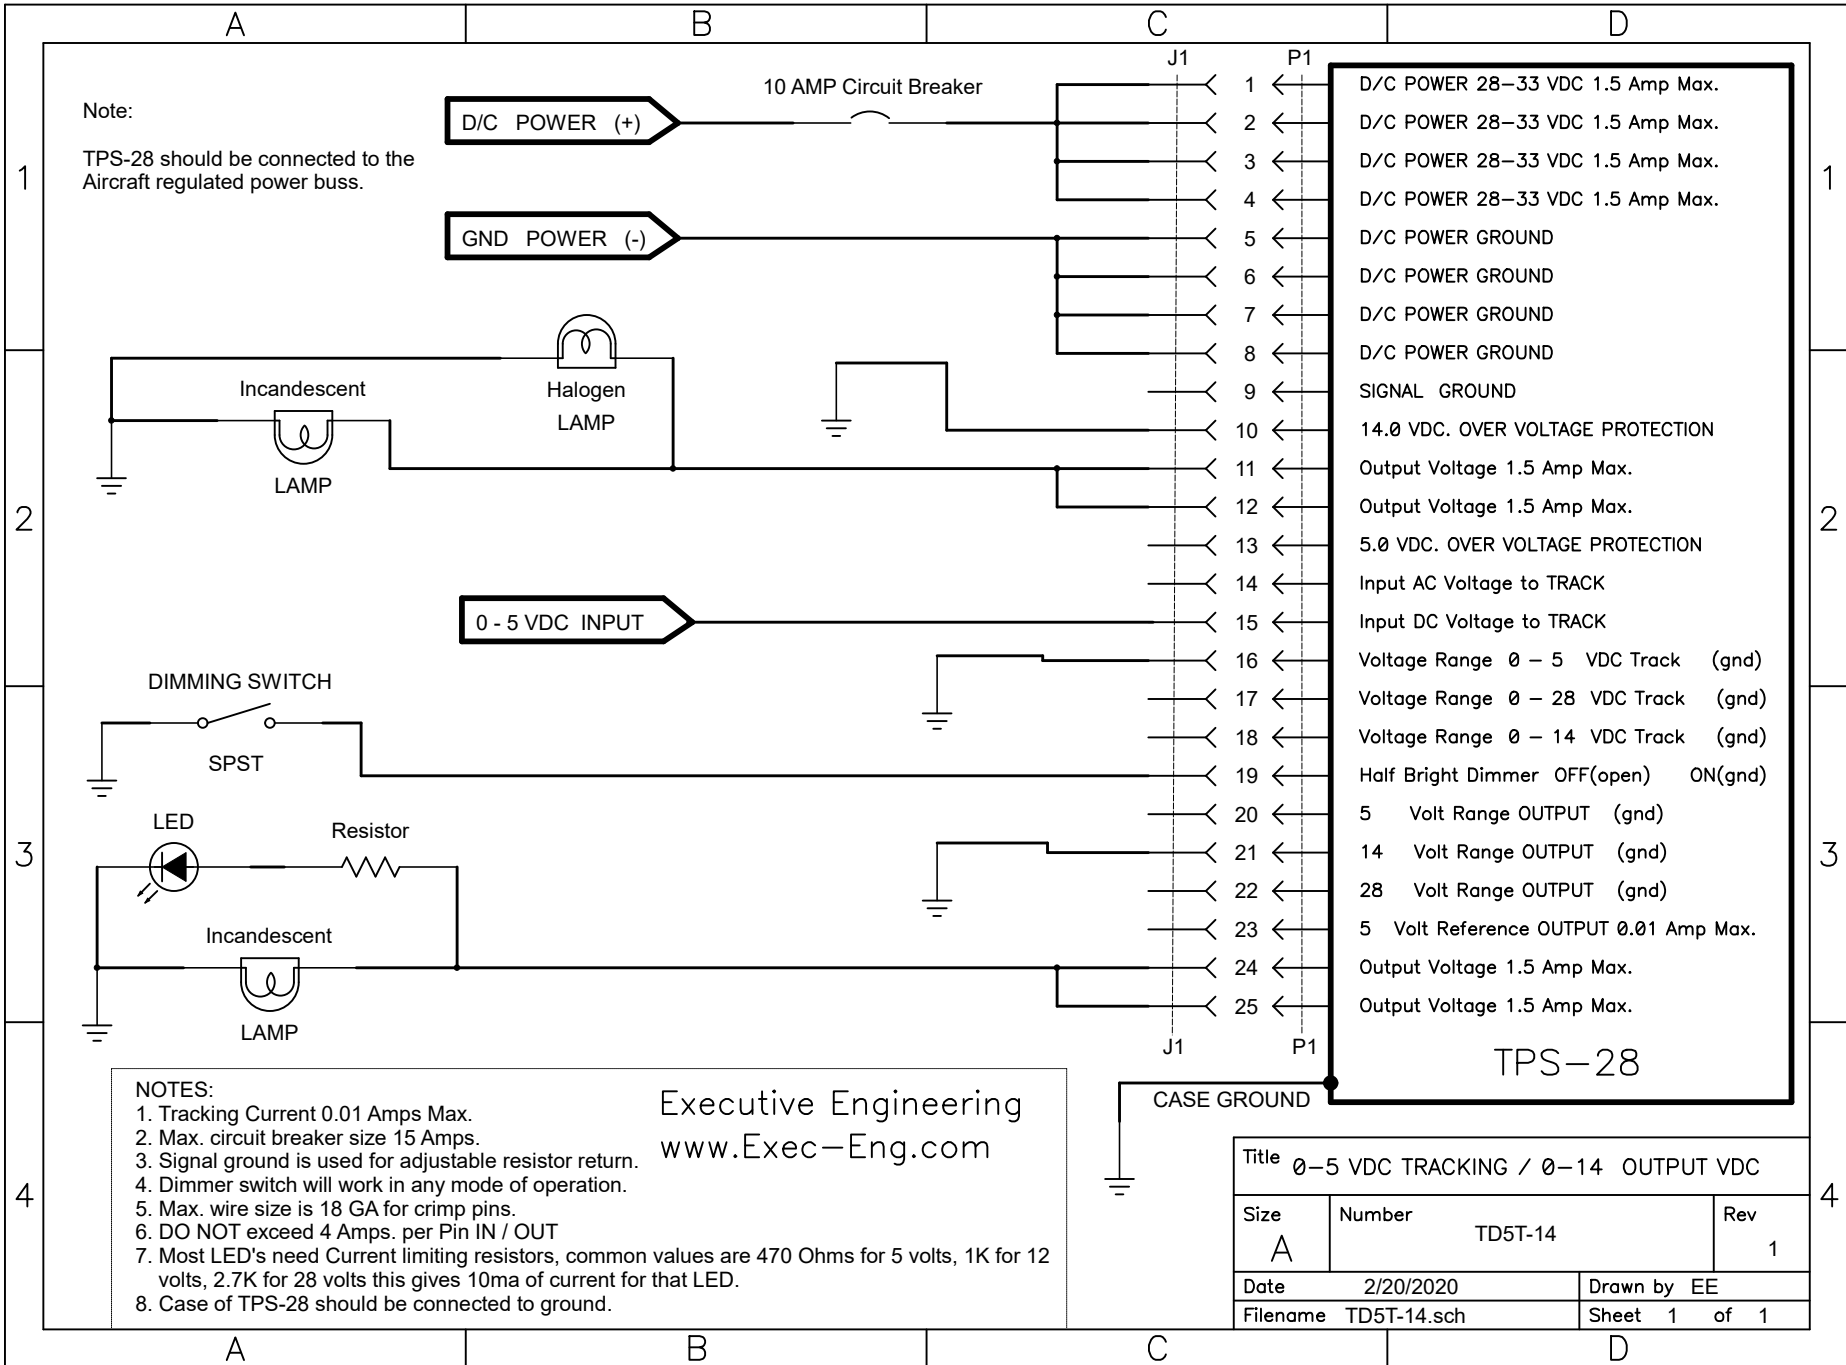 A B C D
Note:
TPS-28 should be connected to the
Aircraft regulated power buss.
1
D/C POWER (+)
10 AMP Circuit Breaker
GND POWER (-)
J1 P1
1 D/C POWER 28-33 VDC 1.5 Amp Max.
2 D/C POWER 28-33 VDC 1.5 Amp Max.
3 D/C POWER 28-33 VDC 1.5 Amp Max.
4 D/C POWER 28-33 VDC 1.5 Amp Max.
5 D/C POWER GROUND
6 D/C POWER GROUND
7 D/C POWER GROUND
8 D/C POWER GROUND
1
Incandescent
LAMP
Halogen
LAMP
2
9 SIGNAL GROUND
10 14.0 VDC. OVER VOLTAGE PROTECTION
11 Output Voltage 1.5 Amp Max.
12 Output Voltage 1.5 Amp Max.
13 5.0 VDC. OVER VOLTAGE PROTECTION
14 Input AC Voltage to TRACK
0 - 5 VDC INPUT
15 Input DC Voltage to TRACK
16 Voltage Range 0 - 5 VDC Track (gnd)
2
DIMMING SWITCH
SPST
17 Voltage Range 0 - 28 VDC Track (gnd)
18 Voltage Range 0 - 14 VDC Track (gnd)
19 Half Bright Dimmer OFF(open) ON(gnd)
3
LED
Resistor
20 5 Volt Range OUTPUT (gnd)
21 14 Volt Range OUTPUT (gnd)
22 28 Volt Range OUTPUT (gnd)
23 5 Volt Reference OUTPUT 0.01 Amp Max.
3
Incandescent
LAMP
24 Output Voltage 1.5 Amp Max.
25 Output Voltage 1.5 Amp Max.
J1 P1
TPS-28
CASE GROUND
NOTES:
1. Tracking Current 0.01 Amps Max.
2. Max. circuit breaker size 15 Amps.
3. Signal ground is used for adjustable resistor return.
4. Dimmer switch will work in any mode of operation.
5. Max. wire size is 18 GA for crimp pins.
6. DO NOT exceed 4 Amps. per Pin IN / OUT
7. Most LED's need Current limiting resistors, common values are 470 Ohms for 5 volts, 1K for 12
volts, 2.7K for 28 volts this gives 10ma of current for that LED.
8. Case of TPS-28 should be connected to ground.
Executive Engineering
www.Exec-Eng.com
4
Title 0-5 VDC TRACKING / 0-14 OUTPUT VDC
Size A
Number TD5T-14
Rev 1
Date 2/20/2020
Drawn by EE
Filename TD5T-14.sch
Sheet 1 of 1
4
A B C D